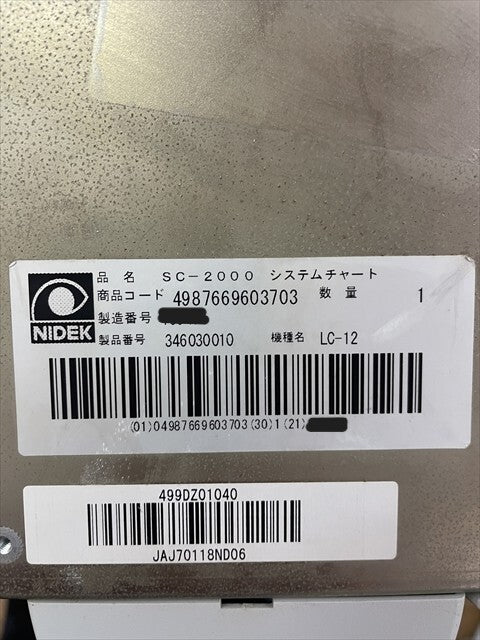 NIDEK
品 名 SC-2000 システムチャート
商品コード 4987669603703 数量 1
製造番号
製品番号 346030010 機種名 LC-12
(01)04987669603703(30)1(21)
499DZ01040
JAJ70118ND06